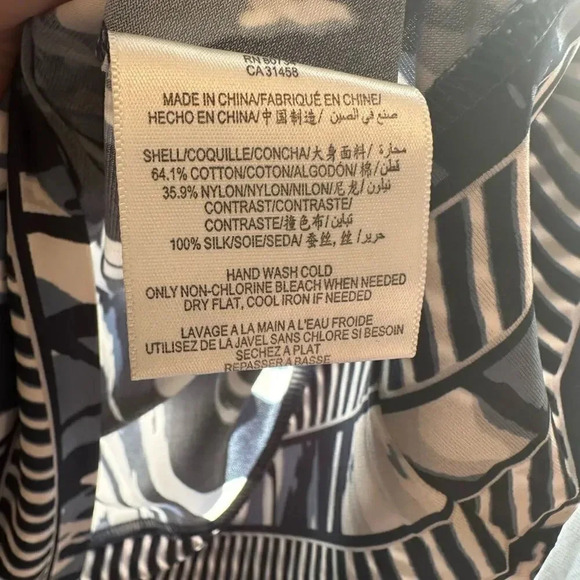 CA 31458
MADE IN CHINA/FABRIQUÉ EN CHINE/
HECHO EN CHINA/中国制造/ صنع في الصين
SHELL/COQUILLE/CONCHA/大身面料/ محارة
64.1% COTTON/COTON/ALGODÓN/棉/ قطن
35.9% NYLON/NYLON/NILON/尼龙/ نايلون
CONTRAST/CONTRASTE/
CONTRASTE/撞色布/ تباين
100% SILK/SOIE/SEDA/ 蚕丝, 丝/ حرير
HAND WASH COLD
ONLY NON-CHLORINE BLEACH WHEN NEEDED
DRY FLAT, COOL IRON IF NEEDED
LAVAGE A LA MAIN A L'EAU FROIDE
UTILISEZ DE LA JAVEL SANS CHLORE SI BESOIN
SECHEZ A PLAT
REPASSER A BASSE